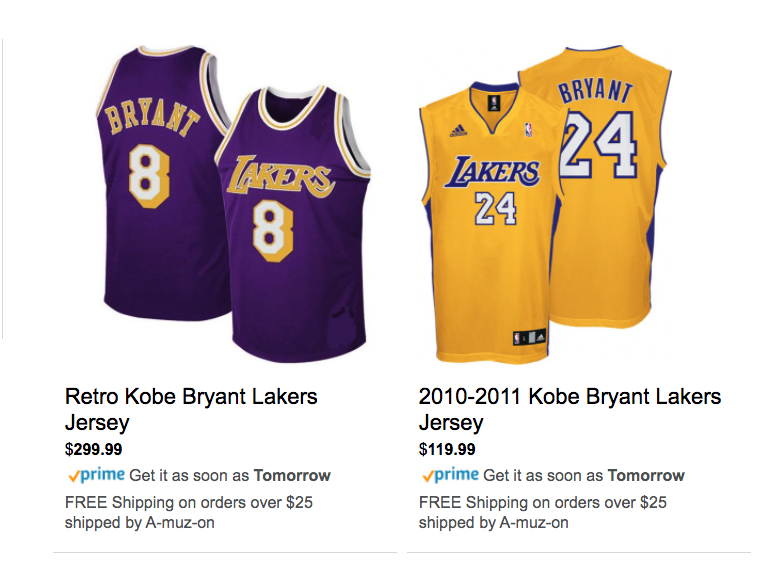 BRYANT
8
LAKERS
8
BRYANT
24
adidas
LAKERS
24
Retro Kobe Bryant Lakers
Jersey
$299.99
prime Get it as soon as Tomorrow
FREE Shipping on orders over $25
shipped by A-muz-on
2010-2011 Kobe Bryant Lakers
Jersey
$119.99
prime Get it as soon as Tomorrow
FREE Shipping on orders over $25
shipped by A-muz-on